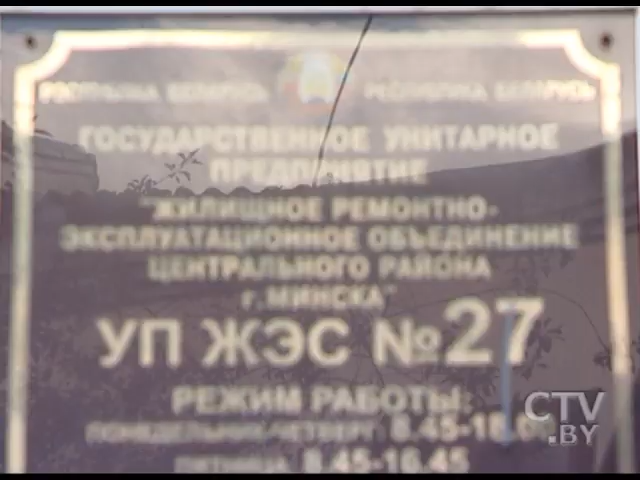 РЭСПУБЛІКА БЕЛАРУСЬ РЕСПУБЛИКА БЕЛАРУСЬ
ГОСУДАРСТВЕННОЕ УНИТАРНОЕ
ПРЕДПРИЯТИЕ
"ЖИЛИЩНОЕ РЕМОНТНО-
ЭКСПЛУАТАЦИОННОЕ ОБЪЕДИНЕНИЕ
ЦЕНТРАЛЬНОГО РАЙОНА
г.МИНСКА"
УП ЖЭС №27
РЕЖИМ РАБОТЫ:
ПОНЕДЕЛЬНИК-ЧЕТВЕРГ: 8.45-18.00
ПЯТНИЦА: 8.45-16.45
CTV
.BY